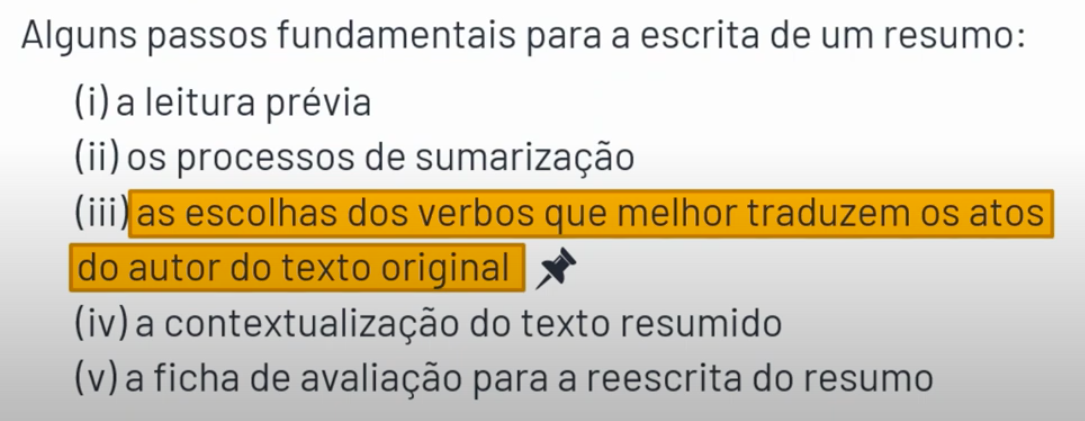 Alguns passos fundamentais para a escrita de um resumo:
(i) a leitura prévia
(ii) os processos de sumarização
(iii) as escolhas dos verbos que melhor traduzem os atos
do autor do texto original
(iv) a contextualização do texto resumido
(v) a ficha de avaliação para a reescrita do resumo